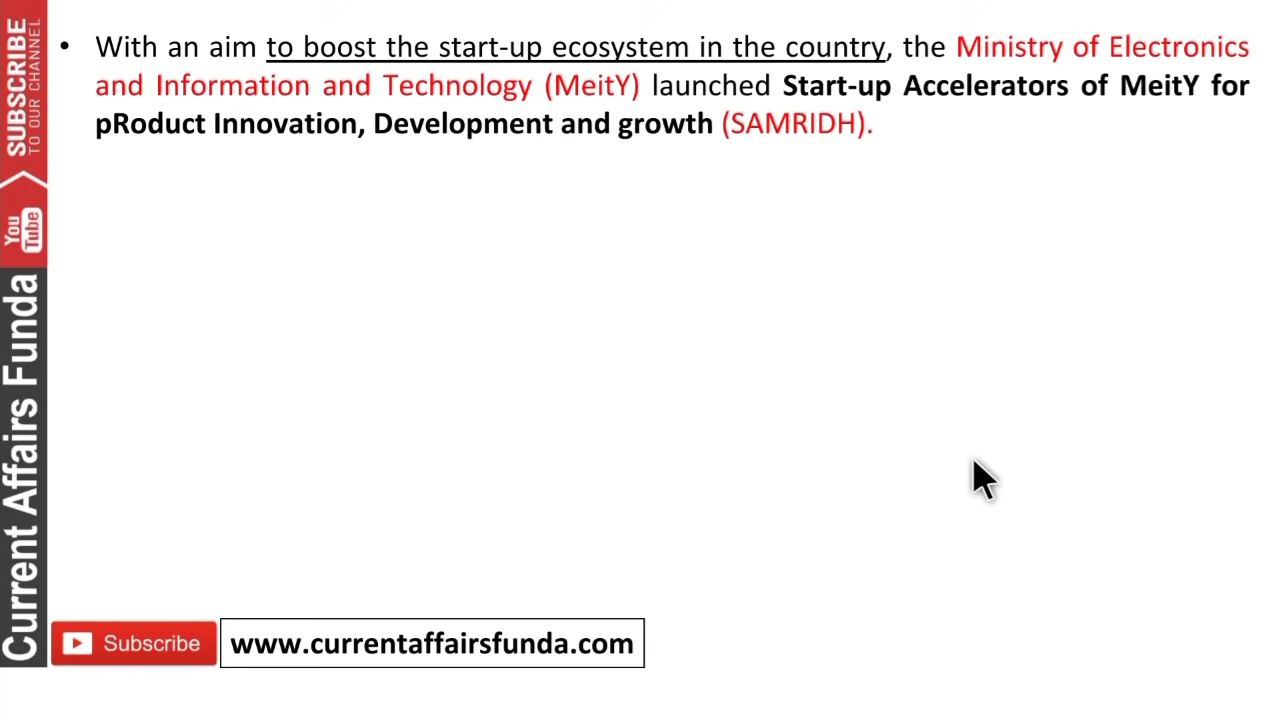 • With an aim to boost the start-up ecosystem in the country, the Ministry of Electronics
and Information and Technology (MeitY) launched Start-up Accelerators of MeitY for
pRoduct Innovation, Development and growth (SAMRIDH).
SUBSCRIBE
TO OUR CHANNEL
You
Tube
Current Affairs Funda
Subscribe
www.currentaffairsfunda.com